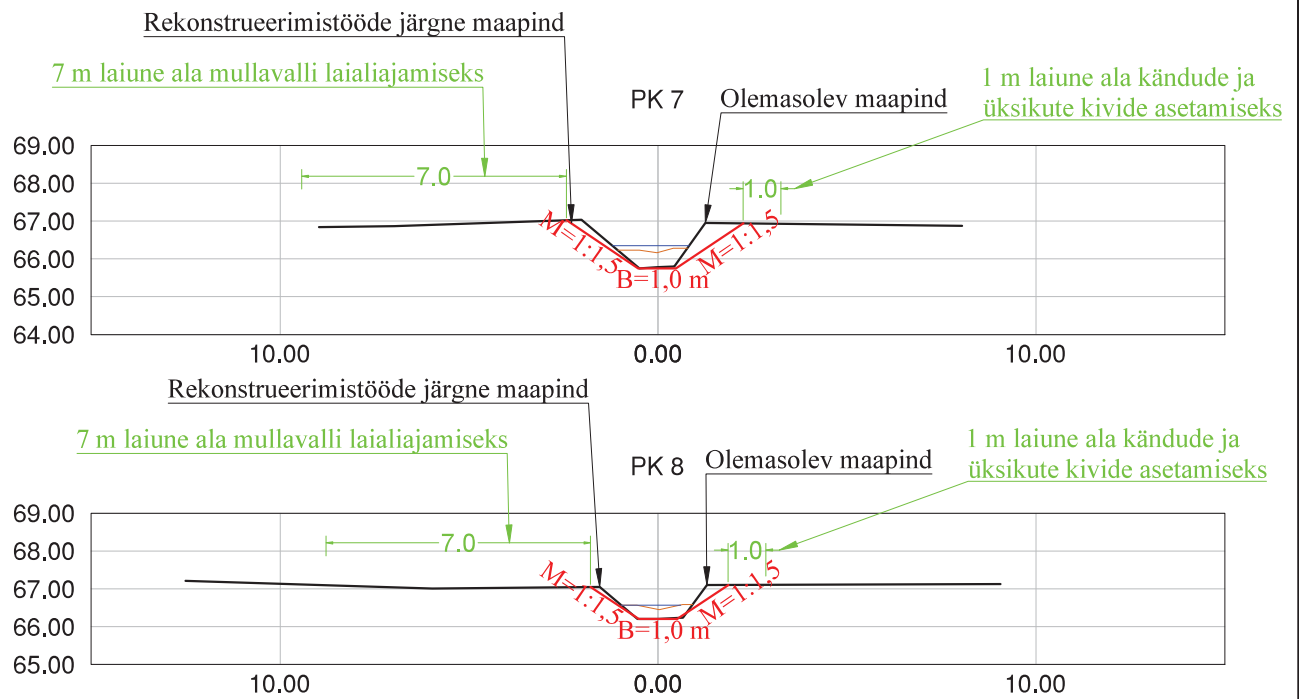 Rekonstrueerimistööde järgne maapind
7 m laiune ala mullavalli laialiajamiseks
PK 7
Olemasolev maapind
1 m laiune ala kändude ja
üksikute kivide asetamiseks
69.00
68.00
67.00
66.00
65.00
64.00
7.0
1.0
M=1:1,5
B=1,0 m
M=1:1,5
10.00
0.00
10.00
Rekonstrueerimistööde järgne maapind
7 m laiune ala mullavalli laialiajamiseks
PK 8
Olemasolev maapind
1 m laiune ala kändude ja
üksikute kivide asetamiseks
69.00
68.00
67.00
66.00
65.00
7.0
1.0
M=1:1,5
B=1,0 m
M=1:1,5
10.00
0.00
10.00